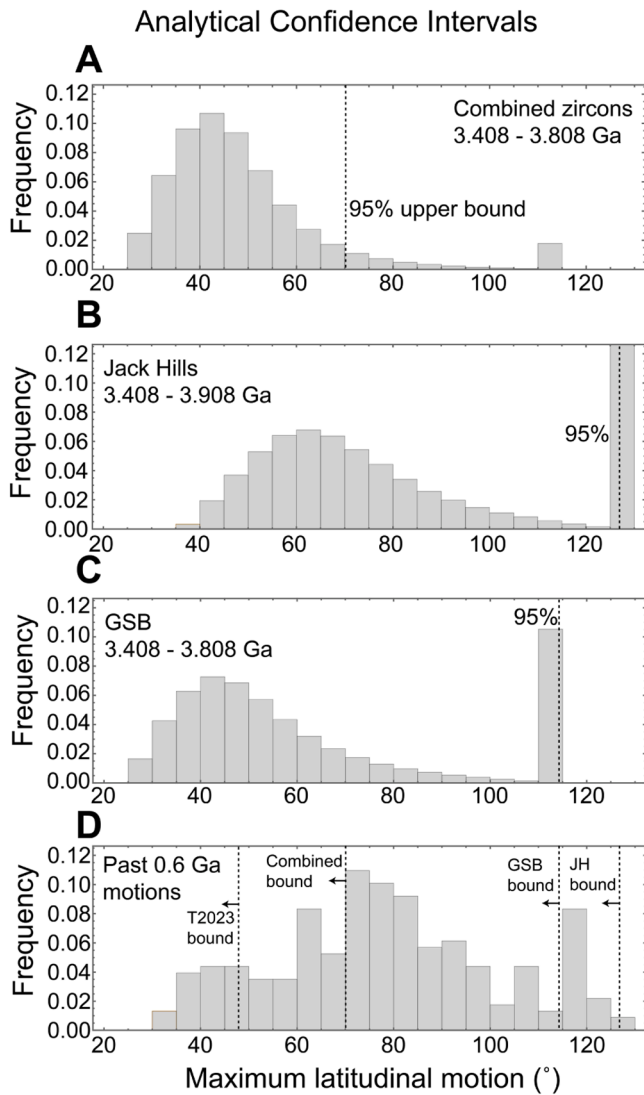 Analytical Confidence Intervals
A
Frequency
0.12
0.10
0.08
0.06
0.04
0.02
0.00
Combined zircons
3.408 - 3.808 Ga
95% upper bound
20 40 60 80 100 120
B
Frequency
0.12
0.10
0.08
0.06
0.04
0.02
0.00
Jack Hills
3.408 - 3.908 Ga
95%
20 40 60 80 100 120
C
Frequency
0.12
0.10
0.08
0.06
0.04
0.02
0.00
GSB
3.408 - 3.808 Ga
95%
20 40 60 80 100 120
D
Frequency
0.12
0.10
0.08
0.06
0.04
0.02
0.00
Past 0.6 Ga
motions
T2023
bound
Combined
bound
GSB
bound
JH
bound
20 40 60 80 100 120
Maximum latitudinal motion (°)